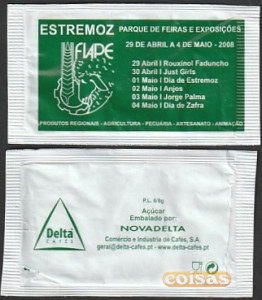 ESTREMOZ PARQUE DE FEIRAS E EXPOSIÇÕES
29 DE ABRIL A 4 DE MAIO - 2008
FIAPE
29 Abril | Rouxinol Faduncho
30 Abril | Just Girls
01 Maio | Dia de Estremoz
02 Maio | Anjos
03 Maio | Jorge Palma
04 Maio | Dia de Zafra
PRODUTOS REGIONAIS - AGRICULTURA - PECUÁRIA - ARTESANATO - ANIMAÇÃO
Delta
CAFÉS
Açúcar
Embalado por
NOVADELTA
Comércio e Indústria de Cafés, S.A.
geral@delta-cafes.pt www.delta-cafes.pt
coisas